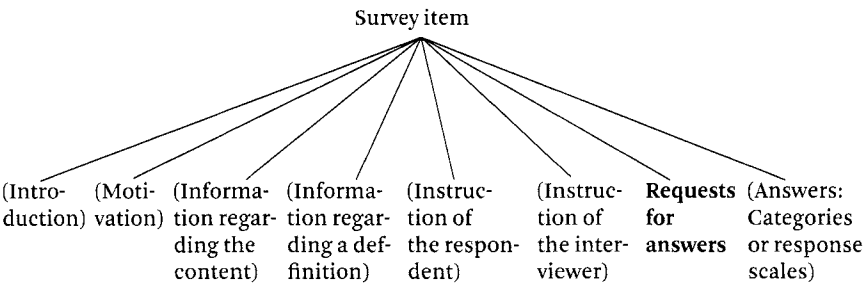 Survey item
(Intro-
duction)
(Moti-
vation)
(Informa-
tion regar-
ding the
content)
(Informa-
tion regar-
ding a def-
finition)
(Instruc-
tion of
the respon-
dent)
(Instruc-
tion of
the inter-
viewer)
Requests
for
answers
(Answers:
Categories
or response
scales)